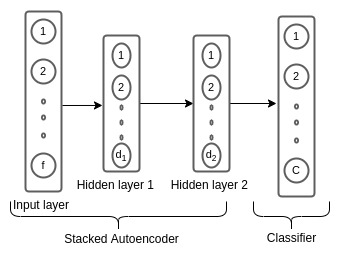 1
2
f
Input layer
1
2
d1
Hidden layer 1
1
2
d2
Hidden layer 2
1
2
C
Stacked Autoencoder
Classifier